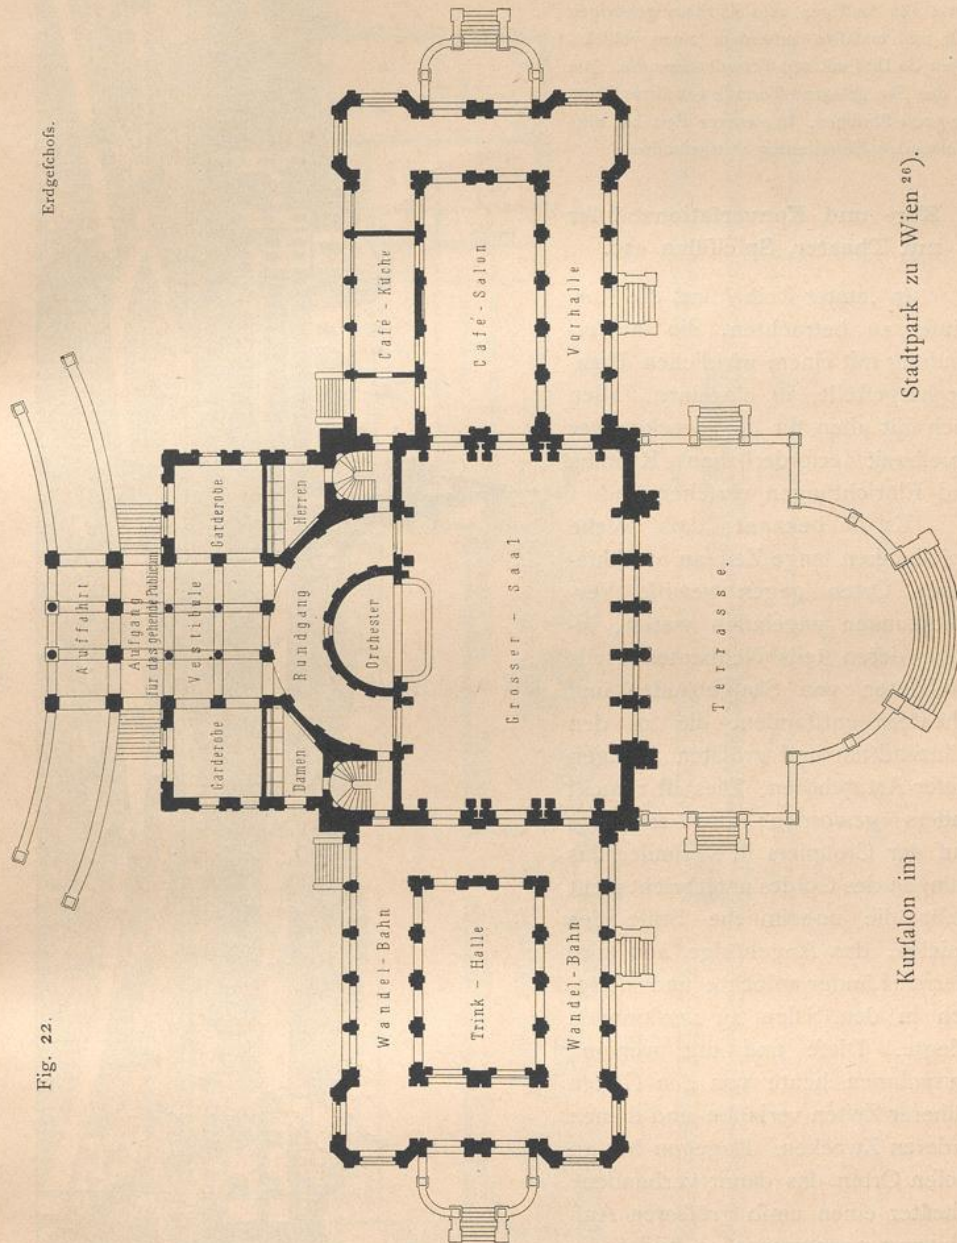 Fig. 22.
Erdgeſchoſs.
Auffahrt
Aufgang
für das gehende Publicum
Vestibule
Garderobe
Garderobe
Damen
Herren
Rundgang
Orchester
Wandel-Bahn
Café-Küche
Trink-Halle
Grosser-Saal
Café-Salon
Wandel-Bahn
Vorhalle
Terrasse.
Kurſalon im
Stadtpark zu Wien ²⁶).